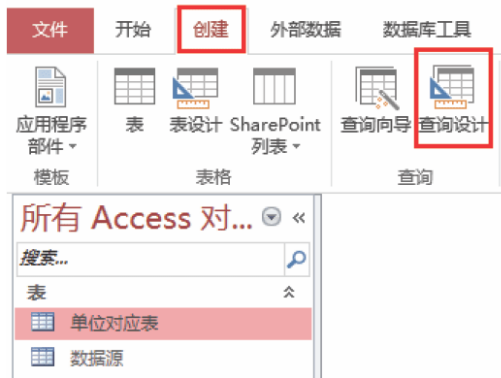 文件 开始 创建 外部数据 数据库工具
应用程序部件 表 表设计 SharePoint 列表 查询向导 查询设计
模板 表格 查询
所有 Access 对... «
搜索...
表
单位对应表
数据源